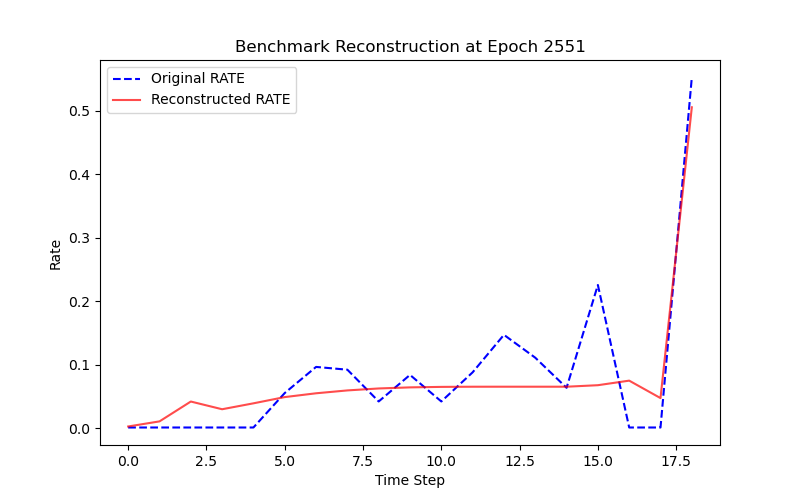 Benchmark Reconstruction at Epoch 2551
Original RATE
Reconstructed RATE
0.5
0.4
0.3
0.2
0.1
0.0
Rate
0.0 2.5 5.0 7.5 10.0 12.5 15.0 17.5
Time Step